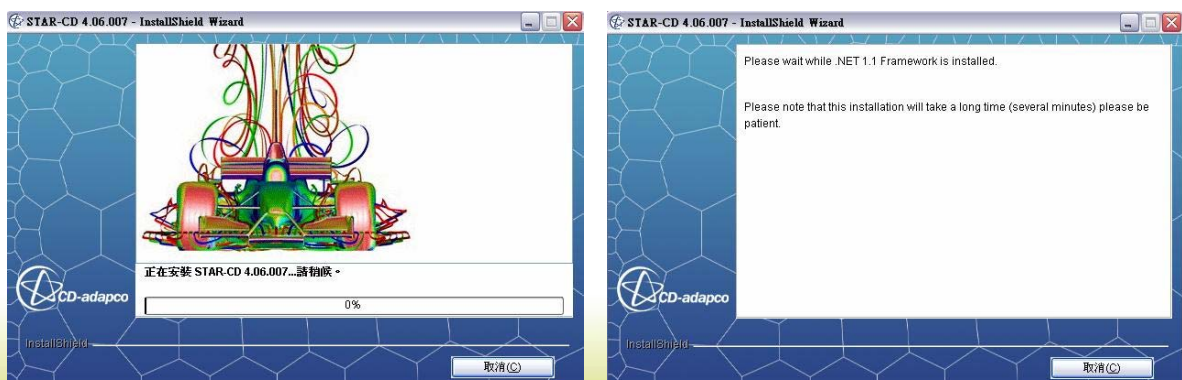 STAR-CD 4.06.007 - InstallShield Wizard
正在安裝 STAR-CD 4.06.007...請稍候。
0%
CD-adapco
InstallShield
取消(C)
STAR-CD 4.06.007 - InstallShield Wizard
Please wait while .NET 1.1 Framework is installed.
Please note that this installation will take a long time (several minutes) please be
patient.
CD-adapco
InstallShield
取消(C)